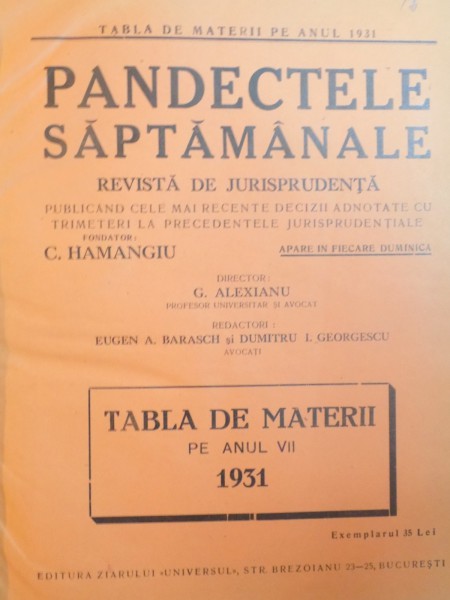 TABLA DE MATERII PE ANUL 1931
PANDECTELE
SĂPTĂMÂNALE
REVISTĂ DE JURISPRUDENȚĂ
PUBLICÂND CELE MAI RECENTE DECIZII ADNOTATE CU
TRIMETERI LA PRECEDENTELE JURISPRUDENȚIALE
FONDATOR:
C. HAMANGIU
APARE IN FIECARE DUMINICA
DIRECTOR:
G. ALEXIANU
PROFESOR UNIVERSITAR ȘI AVOCAT
REDACTORI:
EUGEN A. BARASCH și DUMITRU I. GEORGESCU
AVOCAȚI
TABLA DE MATERII
PE ANUL VII
1931
Exemplarul 35 Lei
EDITURA ZIARULUI «UNIVERSUL», STR. BREZOIANU 23—25, BUCUREȘTI